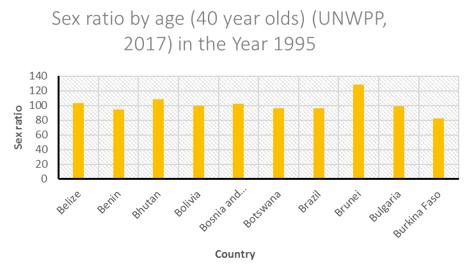 Sex ratio by age (40 year olds) (UNWPP,
2017) in the Year 1995
140
120
100
80
60
40
20
0
Sex ratio
Belize
Benin
Bhutan
Bolivia
Bosnia and...
Botswana
Brazil
Brunei
Bulgaria
Burkina Faso
Country